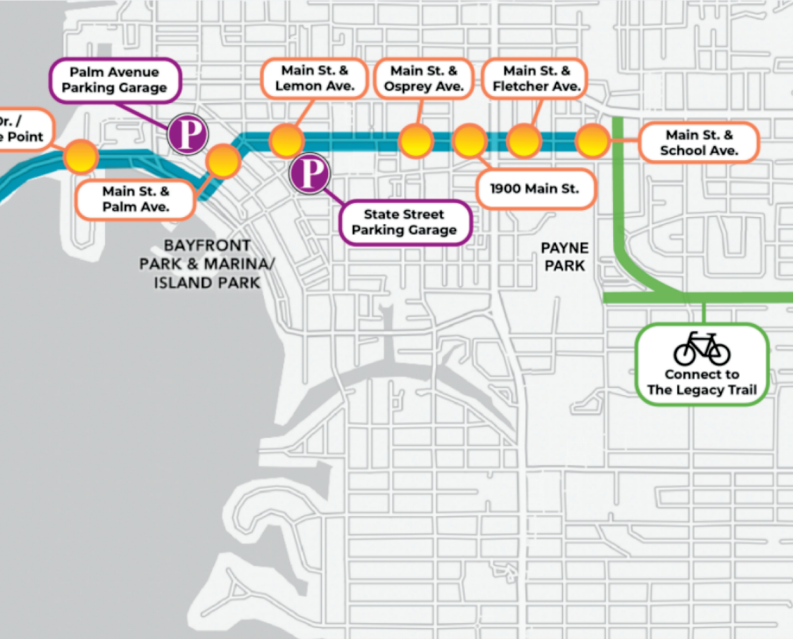 Palm Avenue
Parking Garage
Main St. &
Lemon Ave.
Main St. &
Osprey Ave.
Main St. &
Fletcher Ave.
Dr. /
Point
P
Main St. &
School Ave.
Main St. &
Palm Ave.
P
1900 Main St.
State Street
Parking Garage
BAYFRONT
PARK & MARINA/
ISLAND PARK
PAYNE
PARK
Connect to
The Legacy Trail